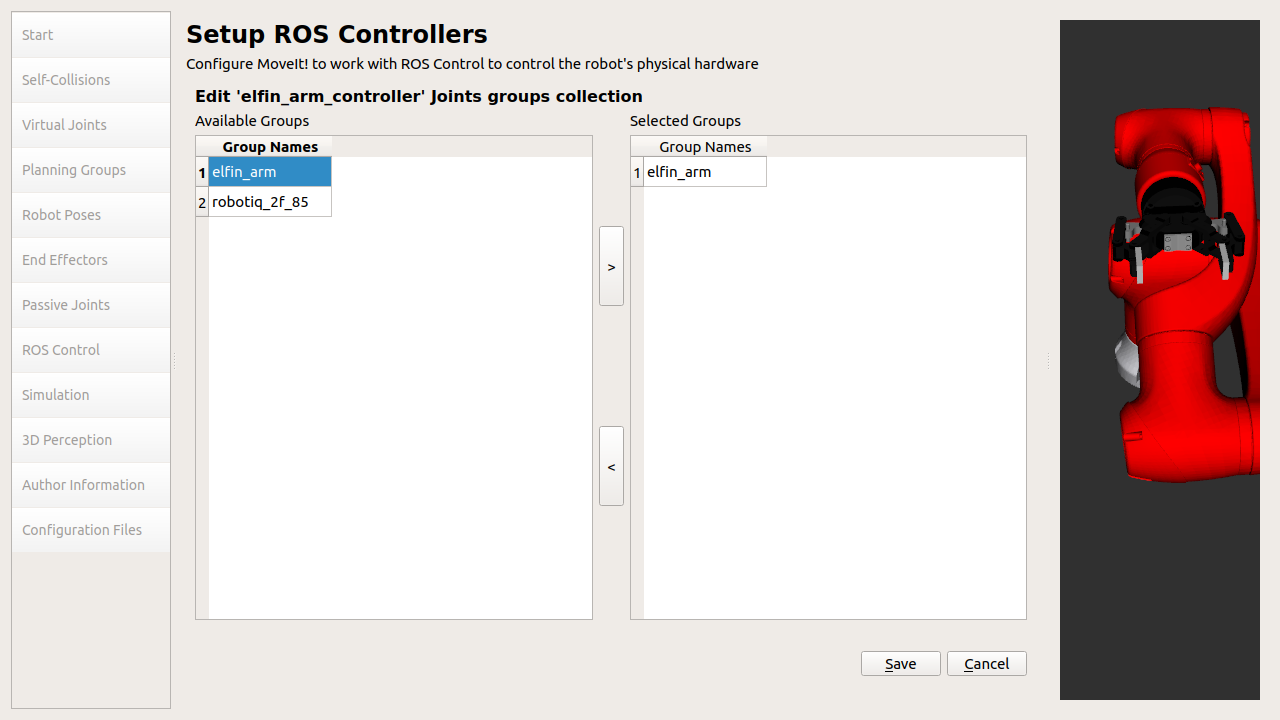 Start
Self-Collisions
Virtual Joints
Planning Groups
Robot Poses
End Effectors
Passive Joints
ROS Control
Simulation
3D Perception
Author Information
Configuration Files
Setup ROS Controllers
Configure MoveIt! to work with ROS Control to control the robot's physical hardware
Edit 'elfin_arm_controller' Joints groups collection
Available Groups
Group Names
1 elfin_arm
2 robotiq_2f_85
>
<
Selected Groups
Group Names
1 elfin_arm
Save
Cancel